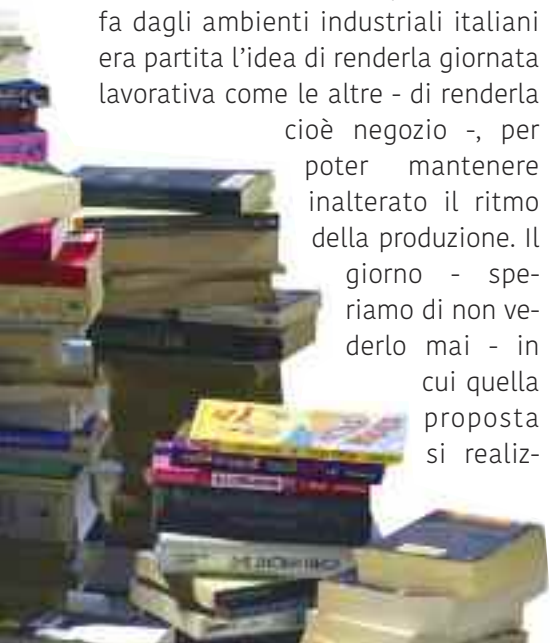 fa dagli ambienti industriali italiani
era partita l’idea di renderla giornata
lavorativa come le altre - di renderla
cioè negozio -, per
poter mantenere
inalterato il ritmo
della produzione. Il
giorno - spe-
riamo di non ve-
derlo mai - in
cui quella
proposta
si realiz-